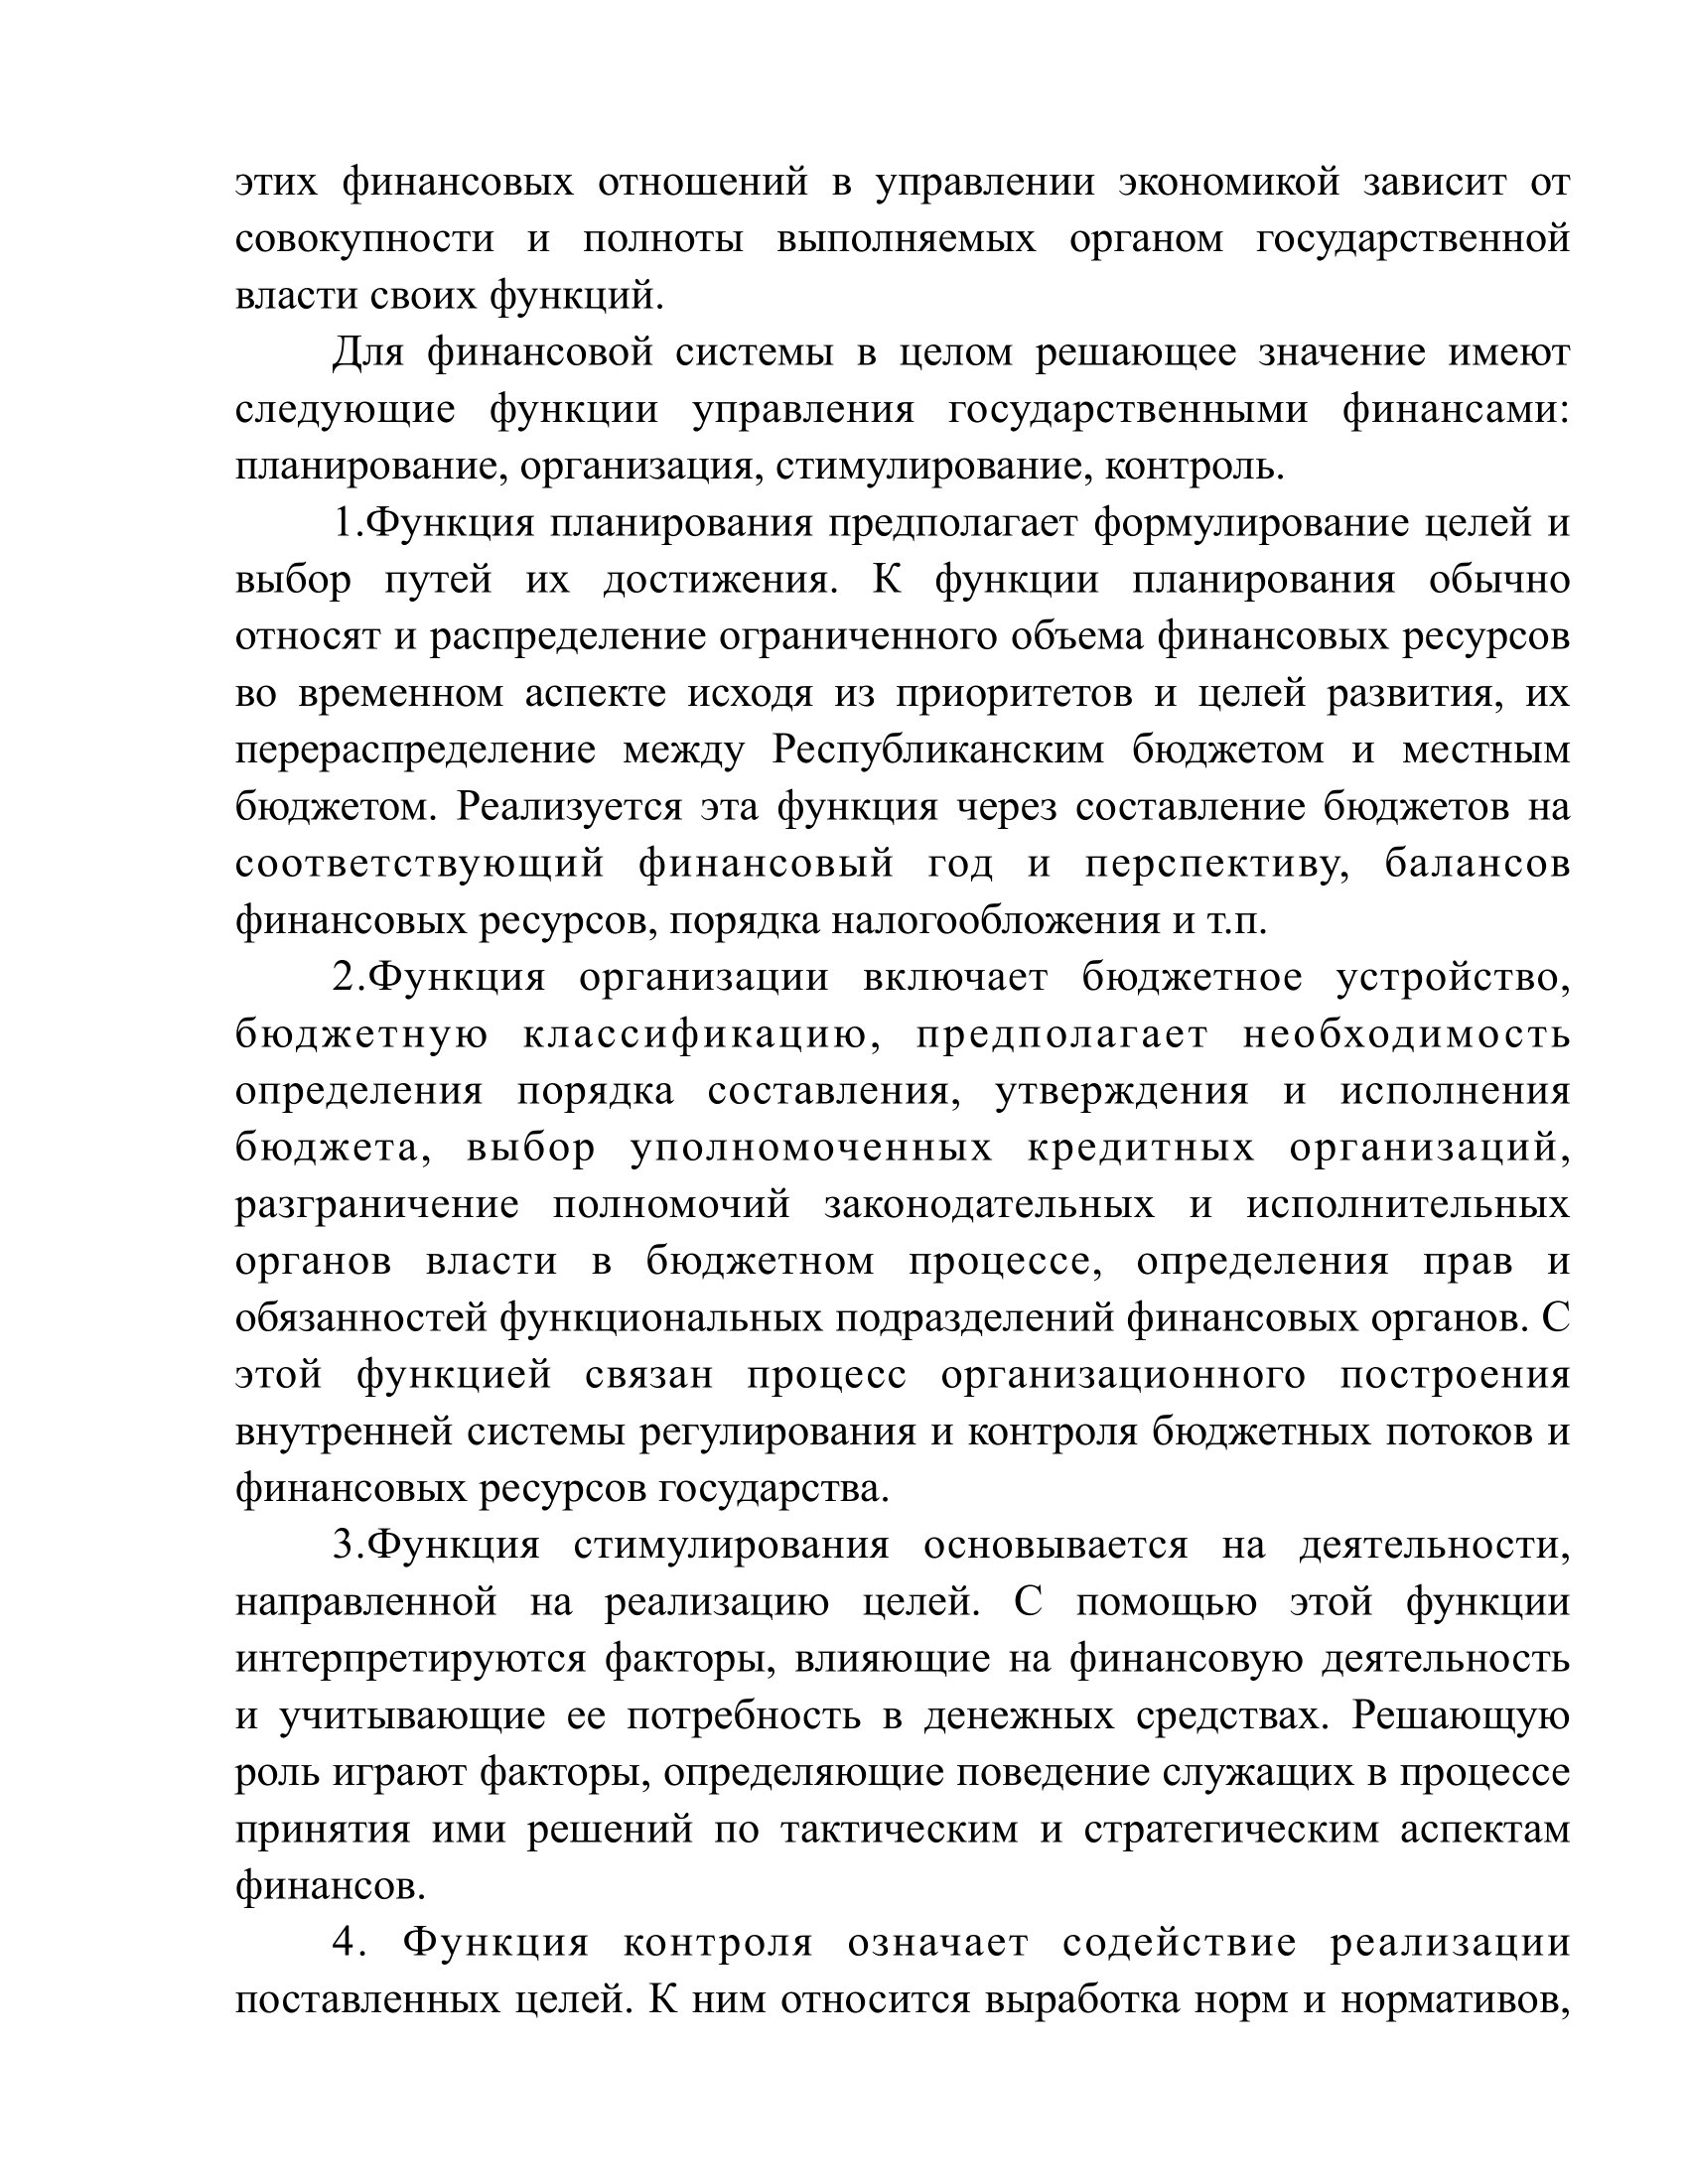 этих финансовых отношений в управлении экономикой зависит от
совокупности и полноты выполняемых органом государственной
власти своих функций.
Для финансовой системы в целом решающее значение имеют
следующие функции управления государственными финансами:
планирование, организация, стимулирование, контроль.
1.Функция планирования предполагает формулирование целей и
выбор путей их достижения. К функции планирования обычно
относят и распределение ограниченного объема финансовых ресурсов
во временном аспекте исходя из приоритетов и целей развития, их
перераспределение между Республиканским бюджетом и местным
бюджетом. Реализуется эта функция через составление бюджетов на
соответствующий финансовый год и перспективу, балансов
финансовых ресурсов, порядка налогообложения и т.п.
2.Функция организации включает бюджетное устройство,
бюджетную классификацию, предполагает необходимость
определения порядка составления, утверждения и исполнения
бюджета, выбор уполномоченных кредитных организаций,
разграничение полномочий законодательных и исполнительных
органов власти в бюджетном процессе, определения прав и
обязанностей функциональных подразделений финансовых органов. С
этой функцией связан процесс организационного построения
внутренней системы регулирования и контроля бюджетных потоков и
финансовых ресурсов государства.
3.Функция стимулирования основывается на деятельности,
направленной на реализацию целей. С помощью этой функции
интерпретируются факторы, влияющие на финансовую деятельность
и учитывающие ее потребность в денежных средствах. Решающую
роль играют факторы, определяющие поведение служащих в процессе
принятия ими решений по тактическим и стратегическим аспектам
финансов.
4. Функция контроля означает содействие реализации
поставленных целей. К ним относится выработка норм и нормативов,